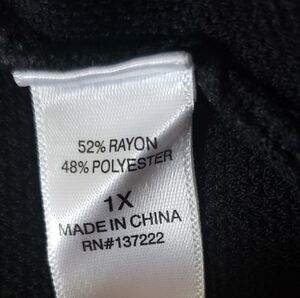 52% RAYON
48% POLYESTER
1X
MADE IN CHINA
RN#137222